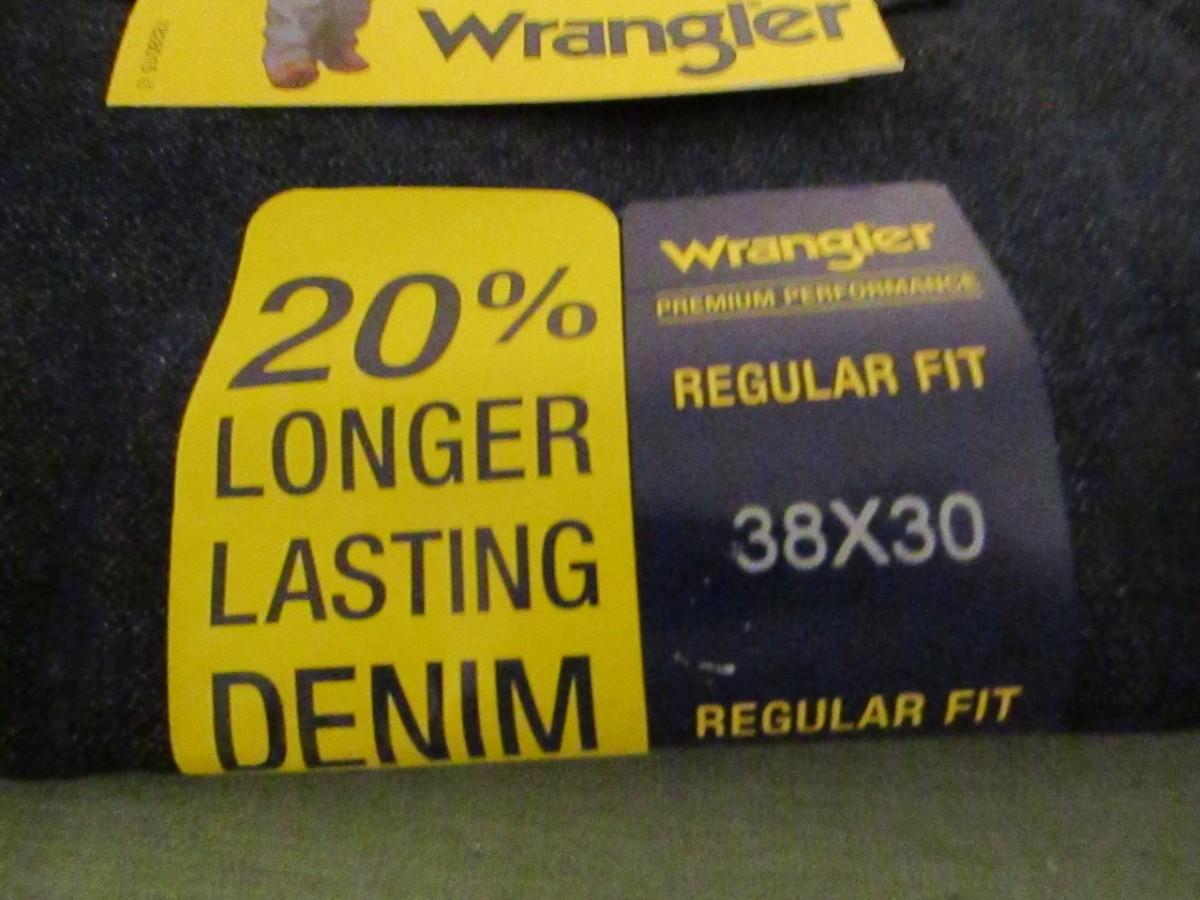 Wrangler
20%
LONGER
LASTING
DENIM
Wrangler
PREMIUM PERFORMANCE
REGULAR FIT
38X30
REGULAR FIT